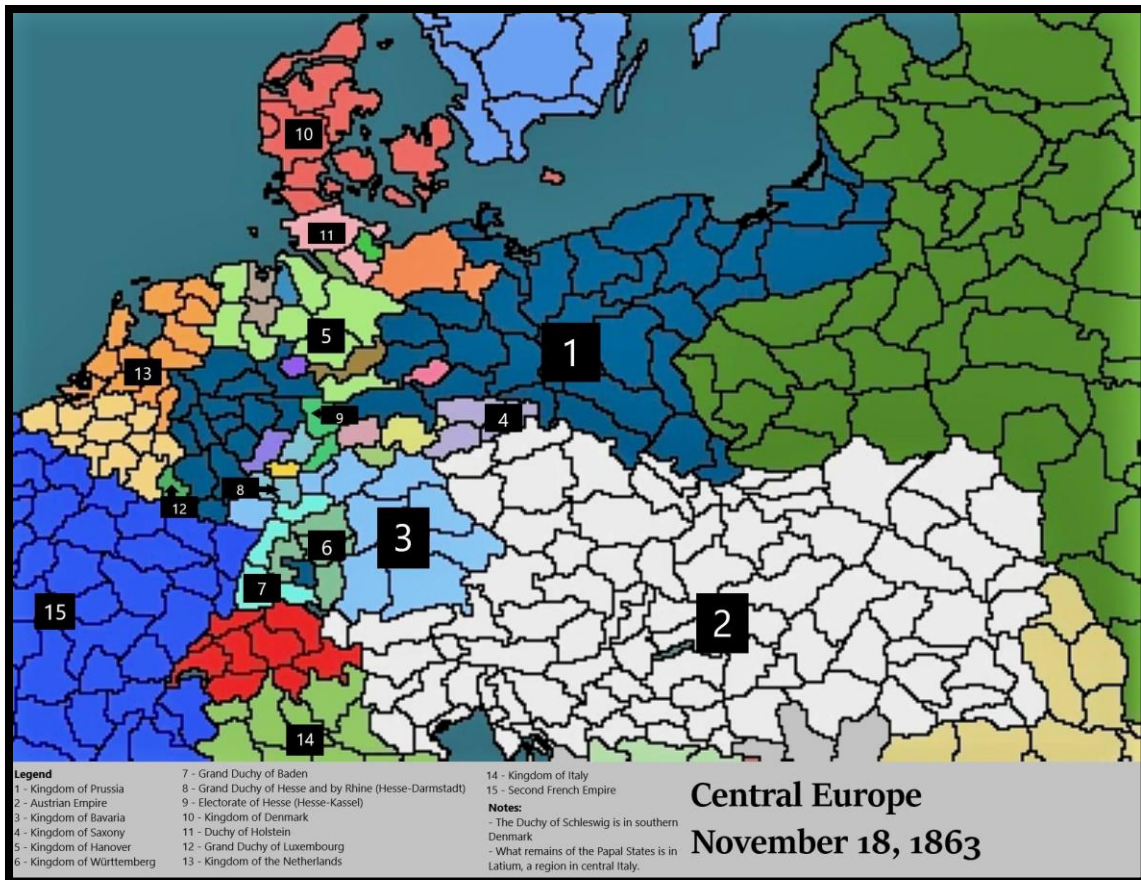 10
11
5
13
1
9
4
8
12
3
6
7
2
15
14
Legend
1 - Kingdom of Prussia
2 - Austrian Empire
3 - Kingdom of Bavaria
4 - Kingdom of Saxony
5 - Kingdom of Hanover
6 - Kingdom of Württemberg
7 - Grand Duchy of Baden
8 - Grand Duchy of Hesse and by Rhine (Hesse-Darmstadt)
9 - Electorate of Hesse (Hesse-Kassel)
10 - Kingdom of Denmark
11 - Duchy of Holstein
12 - Grand Duchy of Luxembourg
13 - Kingdom of the Netherlands
14 - Kingdom of Italy
15 - Second French Empire
Notes:
- The Duchy of Schleswig is in southern
Denmark
- What remains of the Papal States is in
Latium, a region in central Italy.
Central Europe
November 18, 1863